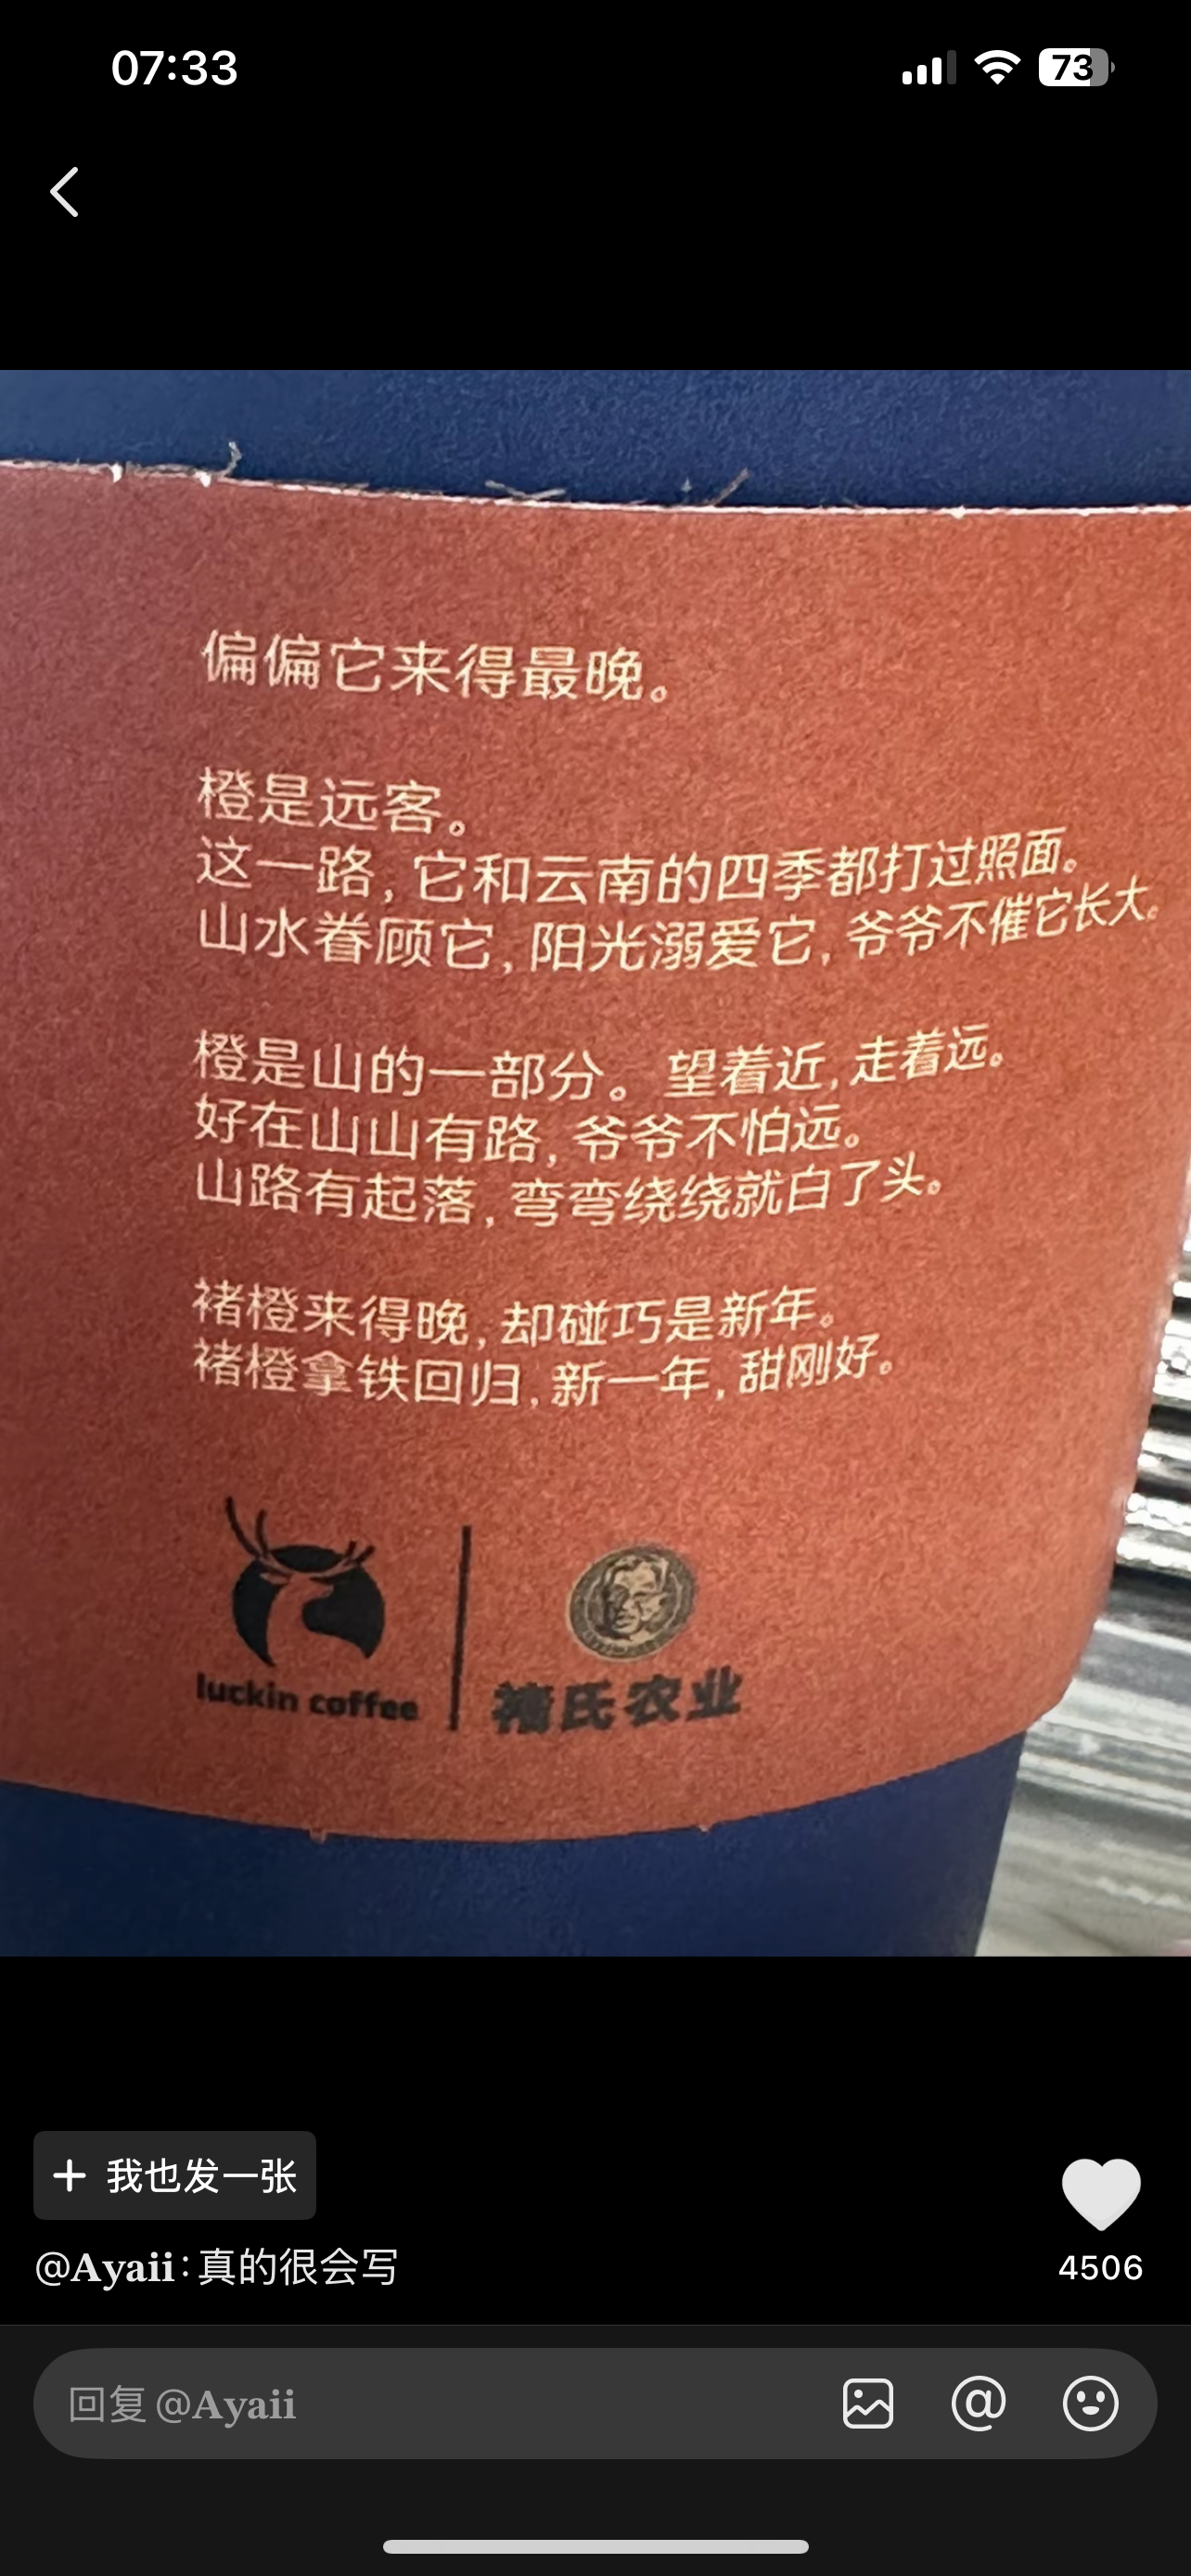 07:33
73
偏偏它来得最晚。
橙是远客。
这一路,它和云南的四季都打过照面。
山水眷顾它,阳光溺爱它,爷爷不催它长大。
橙是山的一部分。望着近,走着远。
好在山山有路,爷爷不怕远。
山路有起落,弯弯绕绕就白了头。
褚橙来得晚,却碰巧是新年。
褚橙拿铁回归,新一年,甜刚好。
luckin coffee
褚氏农业
我也发一张
@Ayaii:真的很会写
4506
回复 @Ayaii